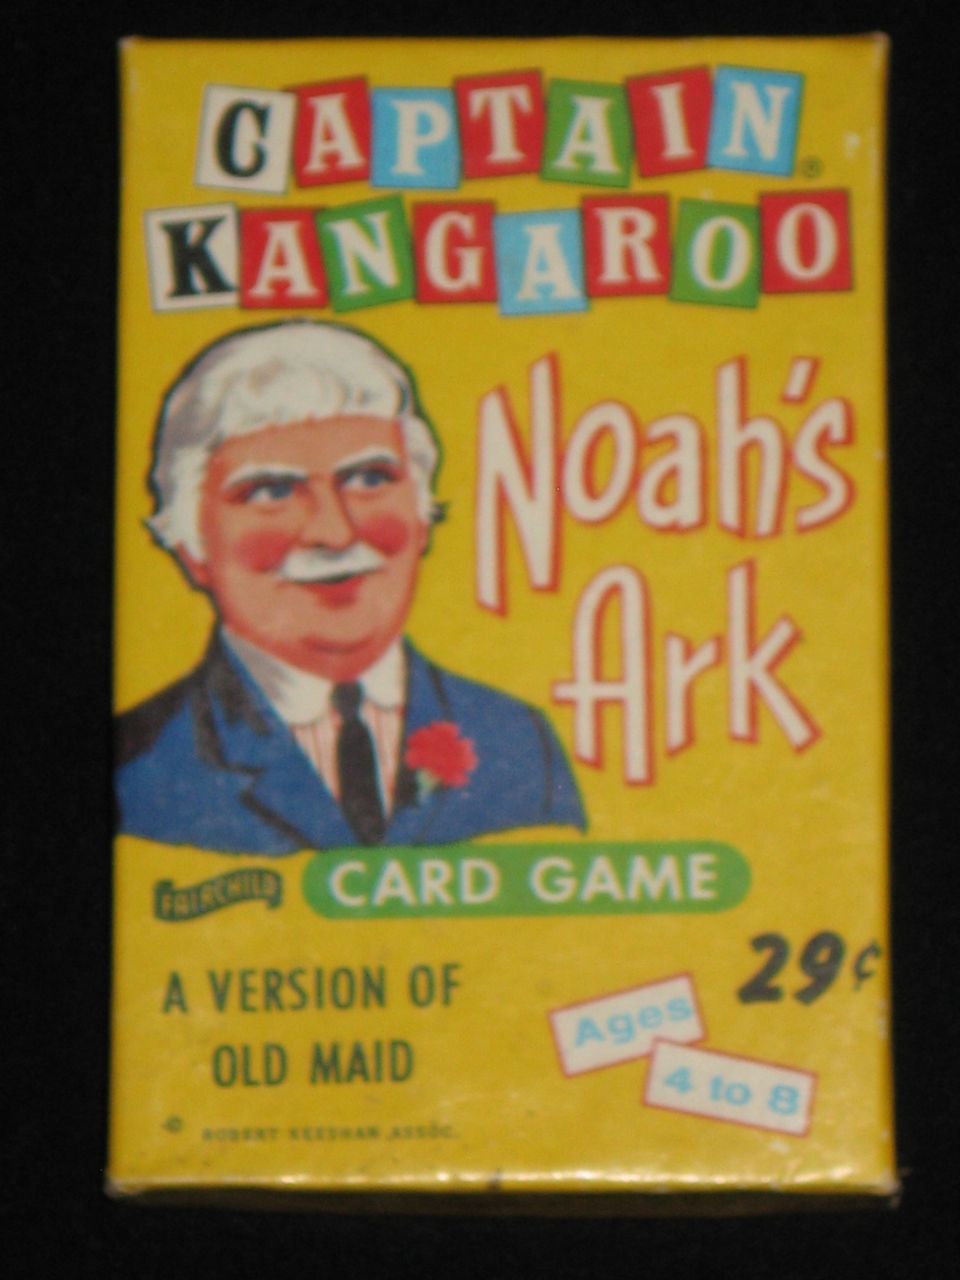 CAPTAIN®
KANGAROO
Noah's
Ark
FAIRCHILD
CARD GAME
A VERSION OF
OLD MAID
29¢
Ages
4 to 8
© ROBERT KEESHAN ASSOC.